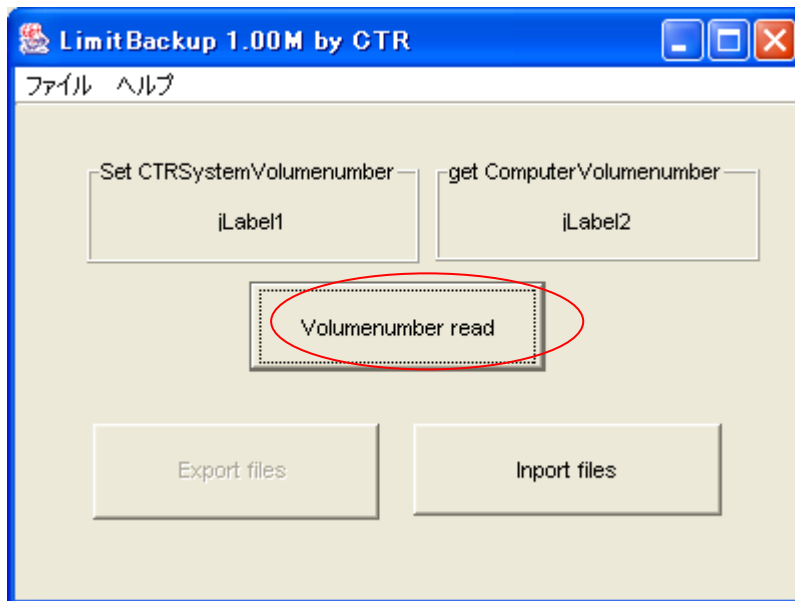 LimitBackup 1.00M by CTR
ファイル ヘルプ
Set CTRSystemVolumenumber get ComputerVolumenumber
jLabel1 jLabel2
Volumenumber read
Export files Inport files